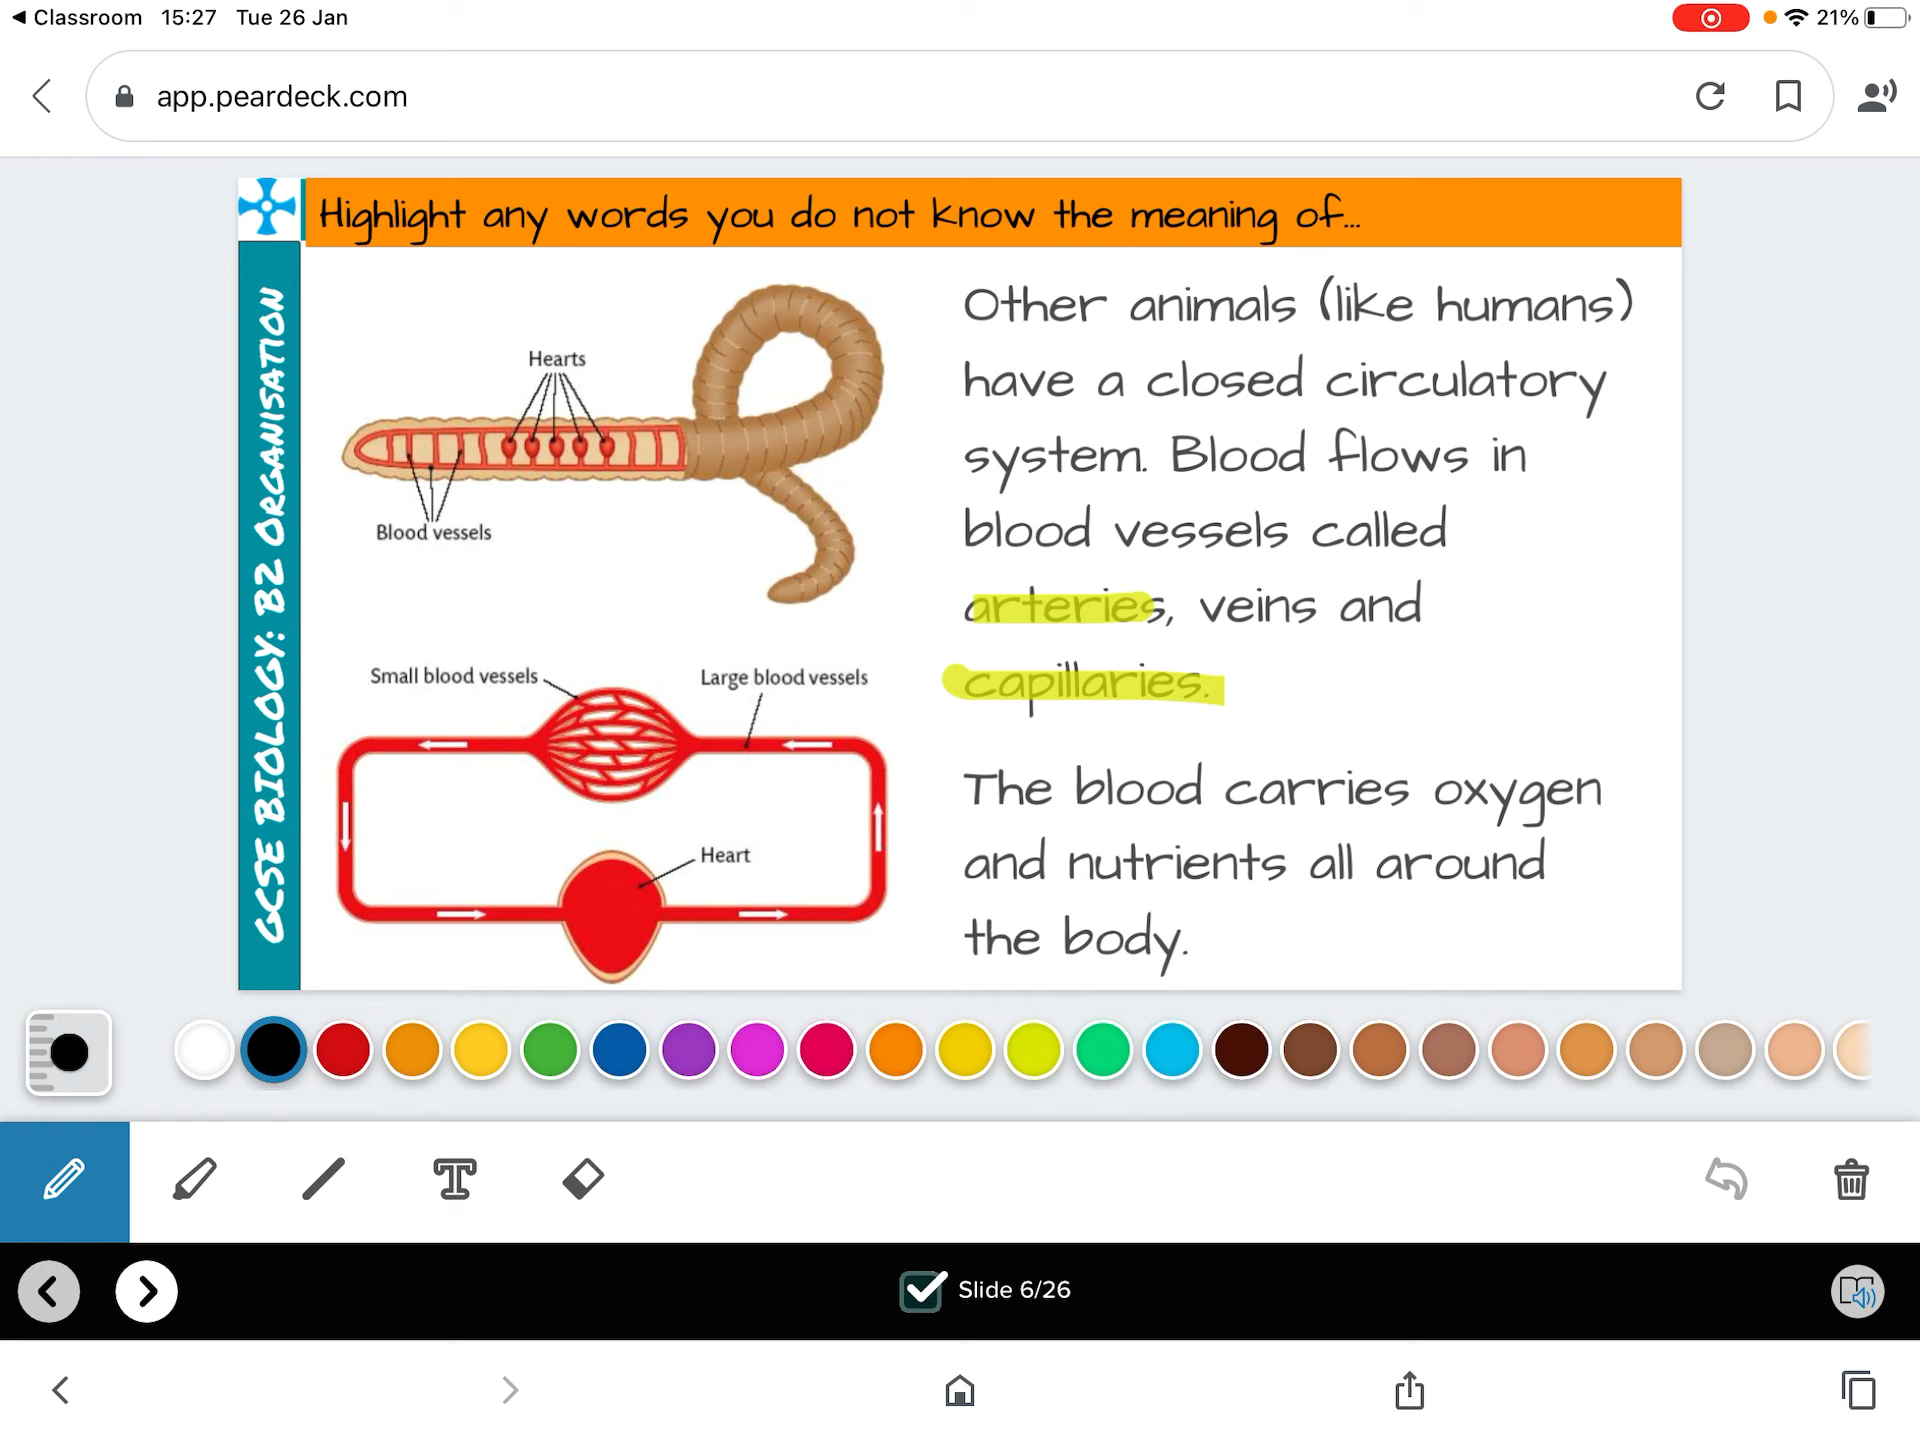 Classroom 15:27 Tue 26 Jan
21%
app.peardeck.com
Highlight any words you do not know the meaning of...
GCSE BIOLOGY: B2 ORGANISATION
Hearts
Blood vessels
Small blood vessels
Large blood vessels
Heart
Other animals (like humans)
have a closed circulatory
system. Blood flows in
blood vessels called
arteries, veins and
capillaries.
The blood carries oxygen
and nutrients all around
the body.
Slide 6/26